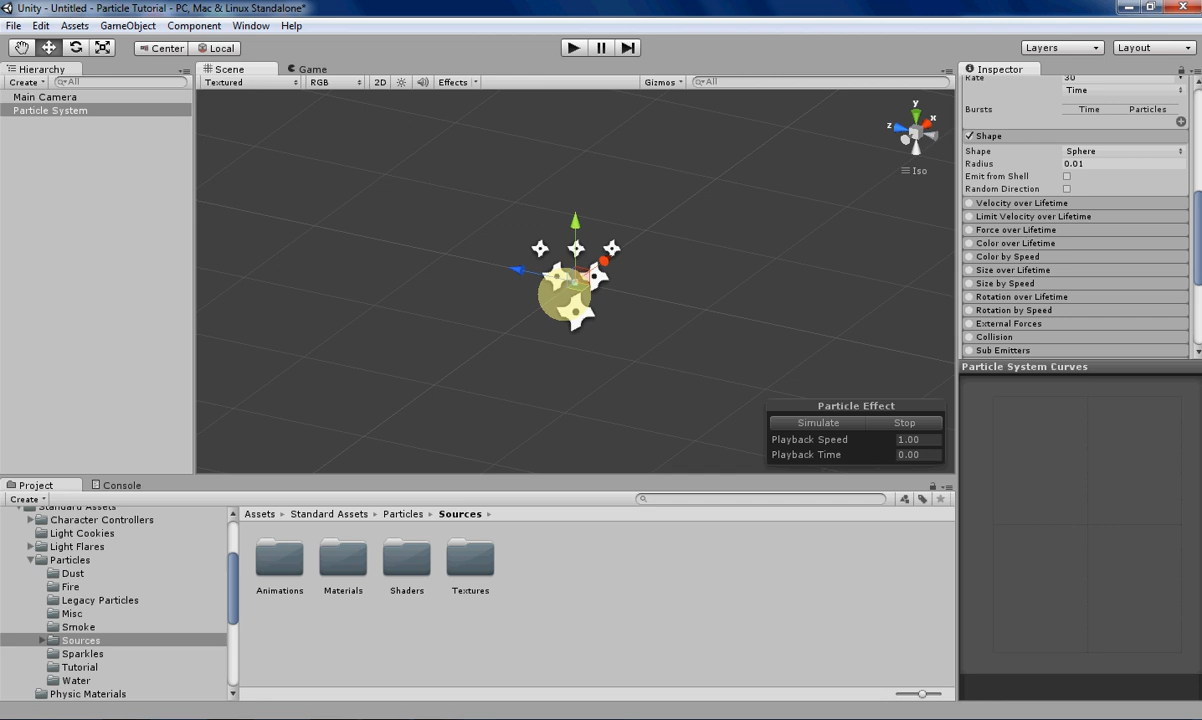 Unity - Untitled - Particle Tutorial - PC, Mac & Linux Standalone*
File Edit Assets GameObject Component Window Help
Center Local Layers Layout
Hierarchy
Create All
Main Camera
Particle System
Scene Game
Textured RGB 2D Effects Gizmos All
y
x
z
Iso
Particle Effect
Simulate Stop
Playback Speed 1.00
Playback Time 0.00
Inspector
Rate 30
Time
Bursts Time Particles
Shape
Shape Sphere
Radius 0.01
Emit from Shell
Random Direction
Velocity over Lifetime
Limit Velocity over Lifetime
Force over Lifetime
Color over Lifetime
Color by Speed
Size over Lifetime
Size by Speed
Rotation over Lifetime
Rotation by Speed
External Forces
Collision
Sub Emitters
Particle System Curves
Project Console
Create
Standard Assets
Character Controllers
Light Cookies
Light Flares
Particles
Dust
Fire
Legacy Particles
Misc
Smoke
Sources
Sparkles
Tutorial
Water
Physic Materials
Assets Standard Assets Particles Sources
Animations Materials Shaders Textures